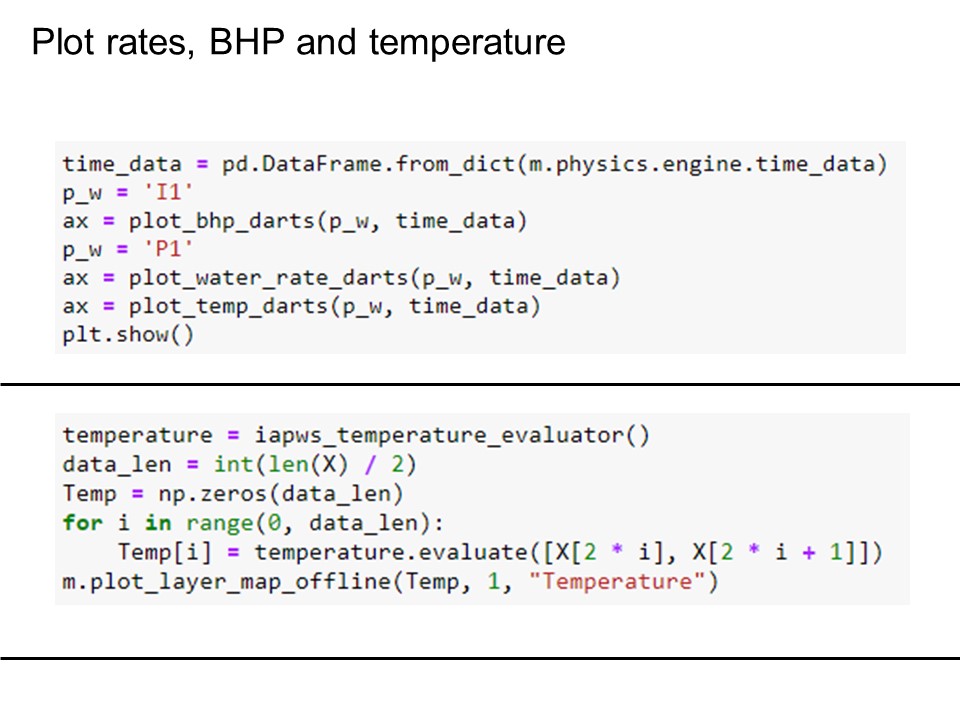 Plot rates, BHP and temperature
time_data = pd.DataFrame.from_dict(m.physics.engine.time_data)
p_w = 'I1'
ax = plot_bhp_darts(p_w, time_data)
p_w = 'P1'
ax = plot_water_rate_darts(p_w, time_data)
ax = plot_temp_darts(p_w, time_data)
plt.show()
temperature = iapws_temperature_evaluator()
data_len = int(len(X) / 2)
Temp = np.zeros(data_len)
for i in range(0, data_len):
    Temp[i] = temperature.evaluate([X[2 * i], X[2 * i + 1]])
m.plot_layer_map_offline(Temp, 1, "Temperature")